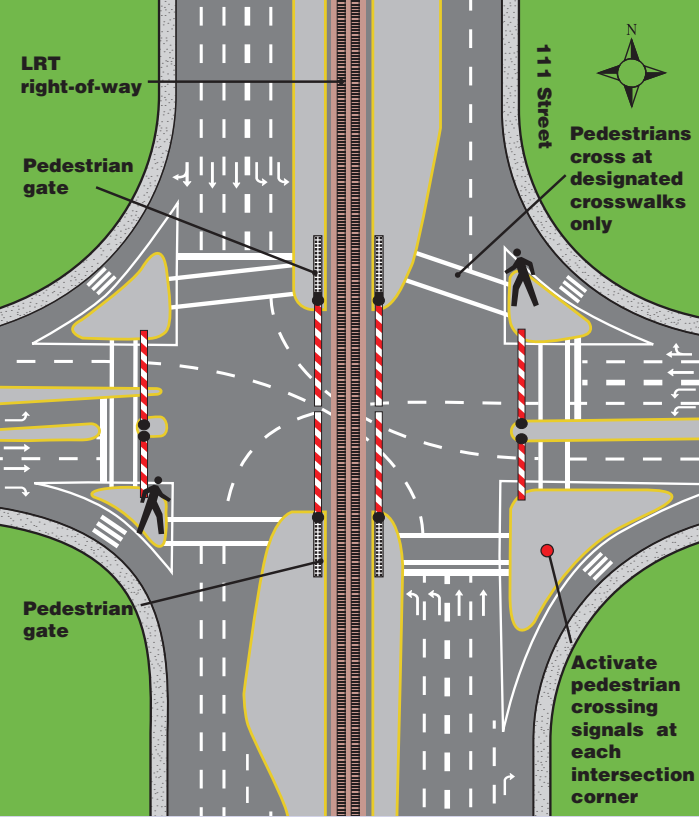 N
LRT
right-of-way
111 Street
Pedestrians
cross at
designated
crosswalks
only
Pedestrian
gate
Pedestrian
gate
Activate
pedestrian
crossing
signals at
each
intersection
corner